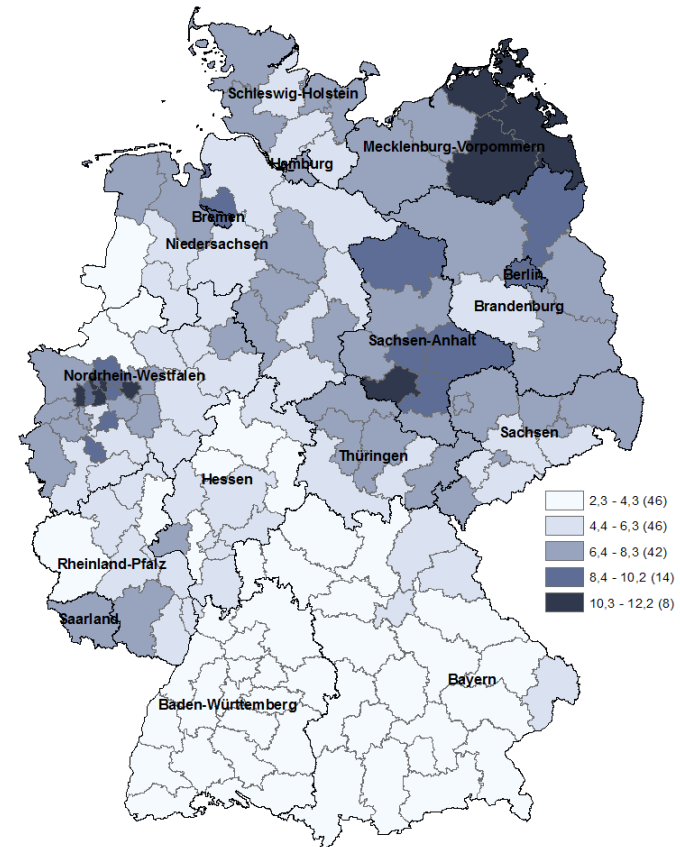 Schleswig-Holstein
Mecklenburg-Vorpommern
Hamburg
Bremen
Niedersachsen
Berlin
Brandenburg
Sachsen-Anhalt
Nordrhein-Westfalen
Sachsen
Thüringen
Hessen
2,3 - 4,3 (46)
4,4 - 6,3 (46)
6,4 - 8,3 (42)
8,4 - 10,2 (14)
10,3 - 12,2 (8)
Rheinland-Pfalz
Saarland
Bayern
Baden-Württemberg